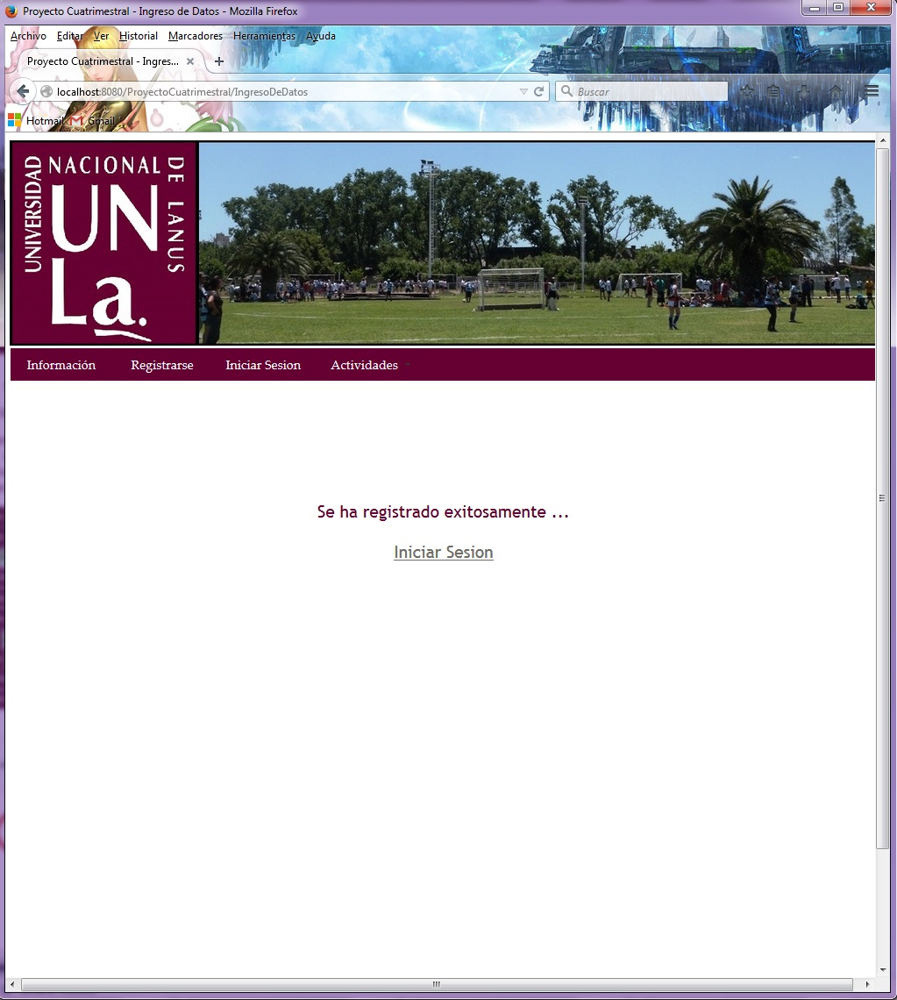 Proyecto Cuatrimestral - Ingreso de Datos - Mozilla Firefox
Archivo Editar Ver Historial Marcadores Herramientas Ayuda
Proyecto Cuatrimestral - Ingres...
localhost:8080/ProyectoCuatrimestral/IngresoDeDatos
Buscar
Hotmail Gmail
UNIVERSIDAD
NACIONAL
DE LANUS
UN
La.
Información Registrarse Iniciar Sesion Actividades
Se ha registrado exitosamente ...
Iniciar Sesion